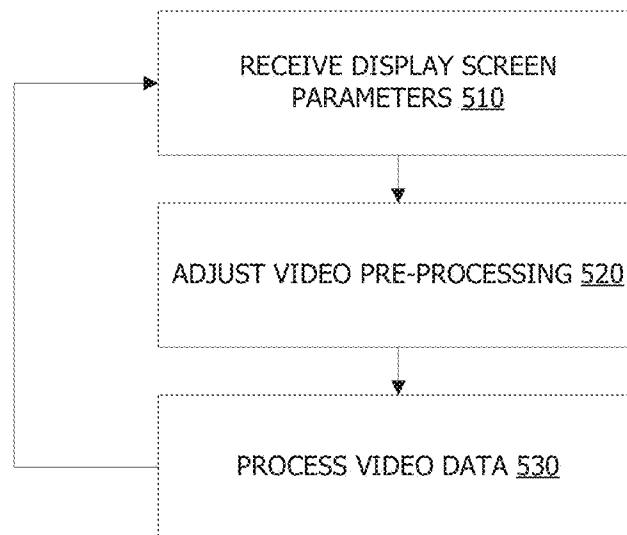 RECEIVE DISPLAY SCREEN
PARAMETERS 510
ADJUST VIDEO PRE-PROCESSING 520
PROCESS VIDEO DATA 530